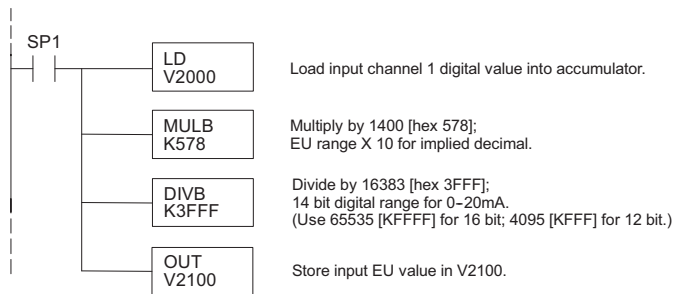 SP1
LD
V2000
Load input channel 1 digital value into accumulator.
MULB
K578
Multiply by 1400 [hex 578];
EU range X 10 for implied decimal.
DIVB
K3FFF
Divide by 16383 [hex 3FFF];
14 bit digital range for 0-20mA.
(Use 65535 [KFFFF] for 16 bit; 4095 [KFFF] for 12 bit.)
OUT
V2100
Store input EU value in V2100.